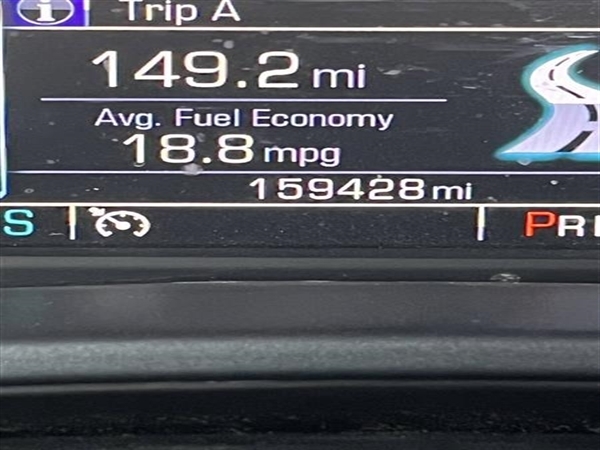 Trip A
149.2 mi
Avg. Fuel Economy
18.8 mpg
159428 mi
S PR